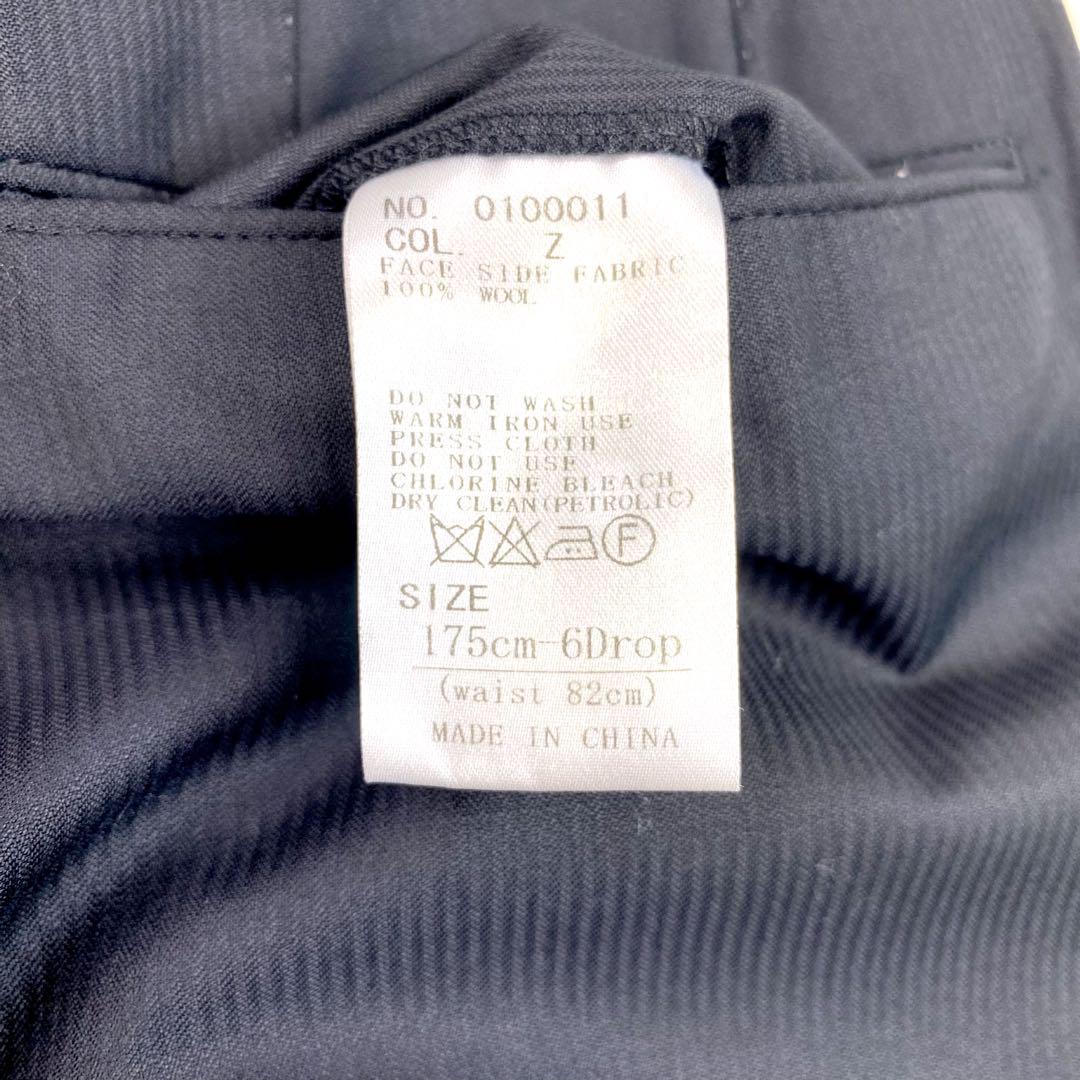 NO. 0100011
COL. Z
FACE SIDE FABRIC
100% WOOL
DO NOT WASH
WARM IRON USE
PRESS CLOTH
DO NOT USE
CHLORINE BLEACH
DRY CLEAN(PETROLIC)
F
SIZE
175cm-6Drop
(waist 82cm)
MADE IN CHINA